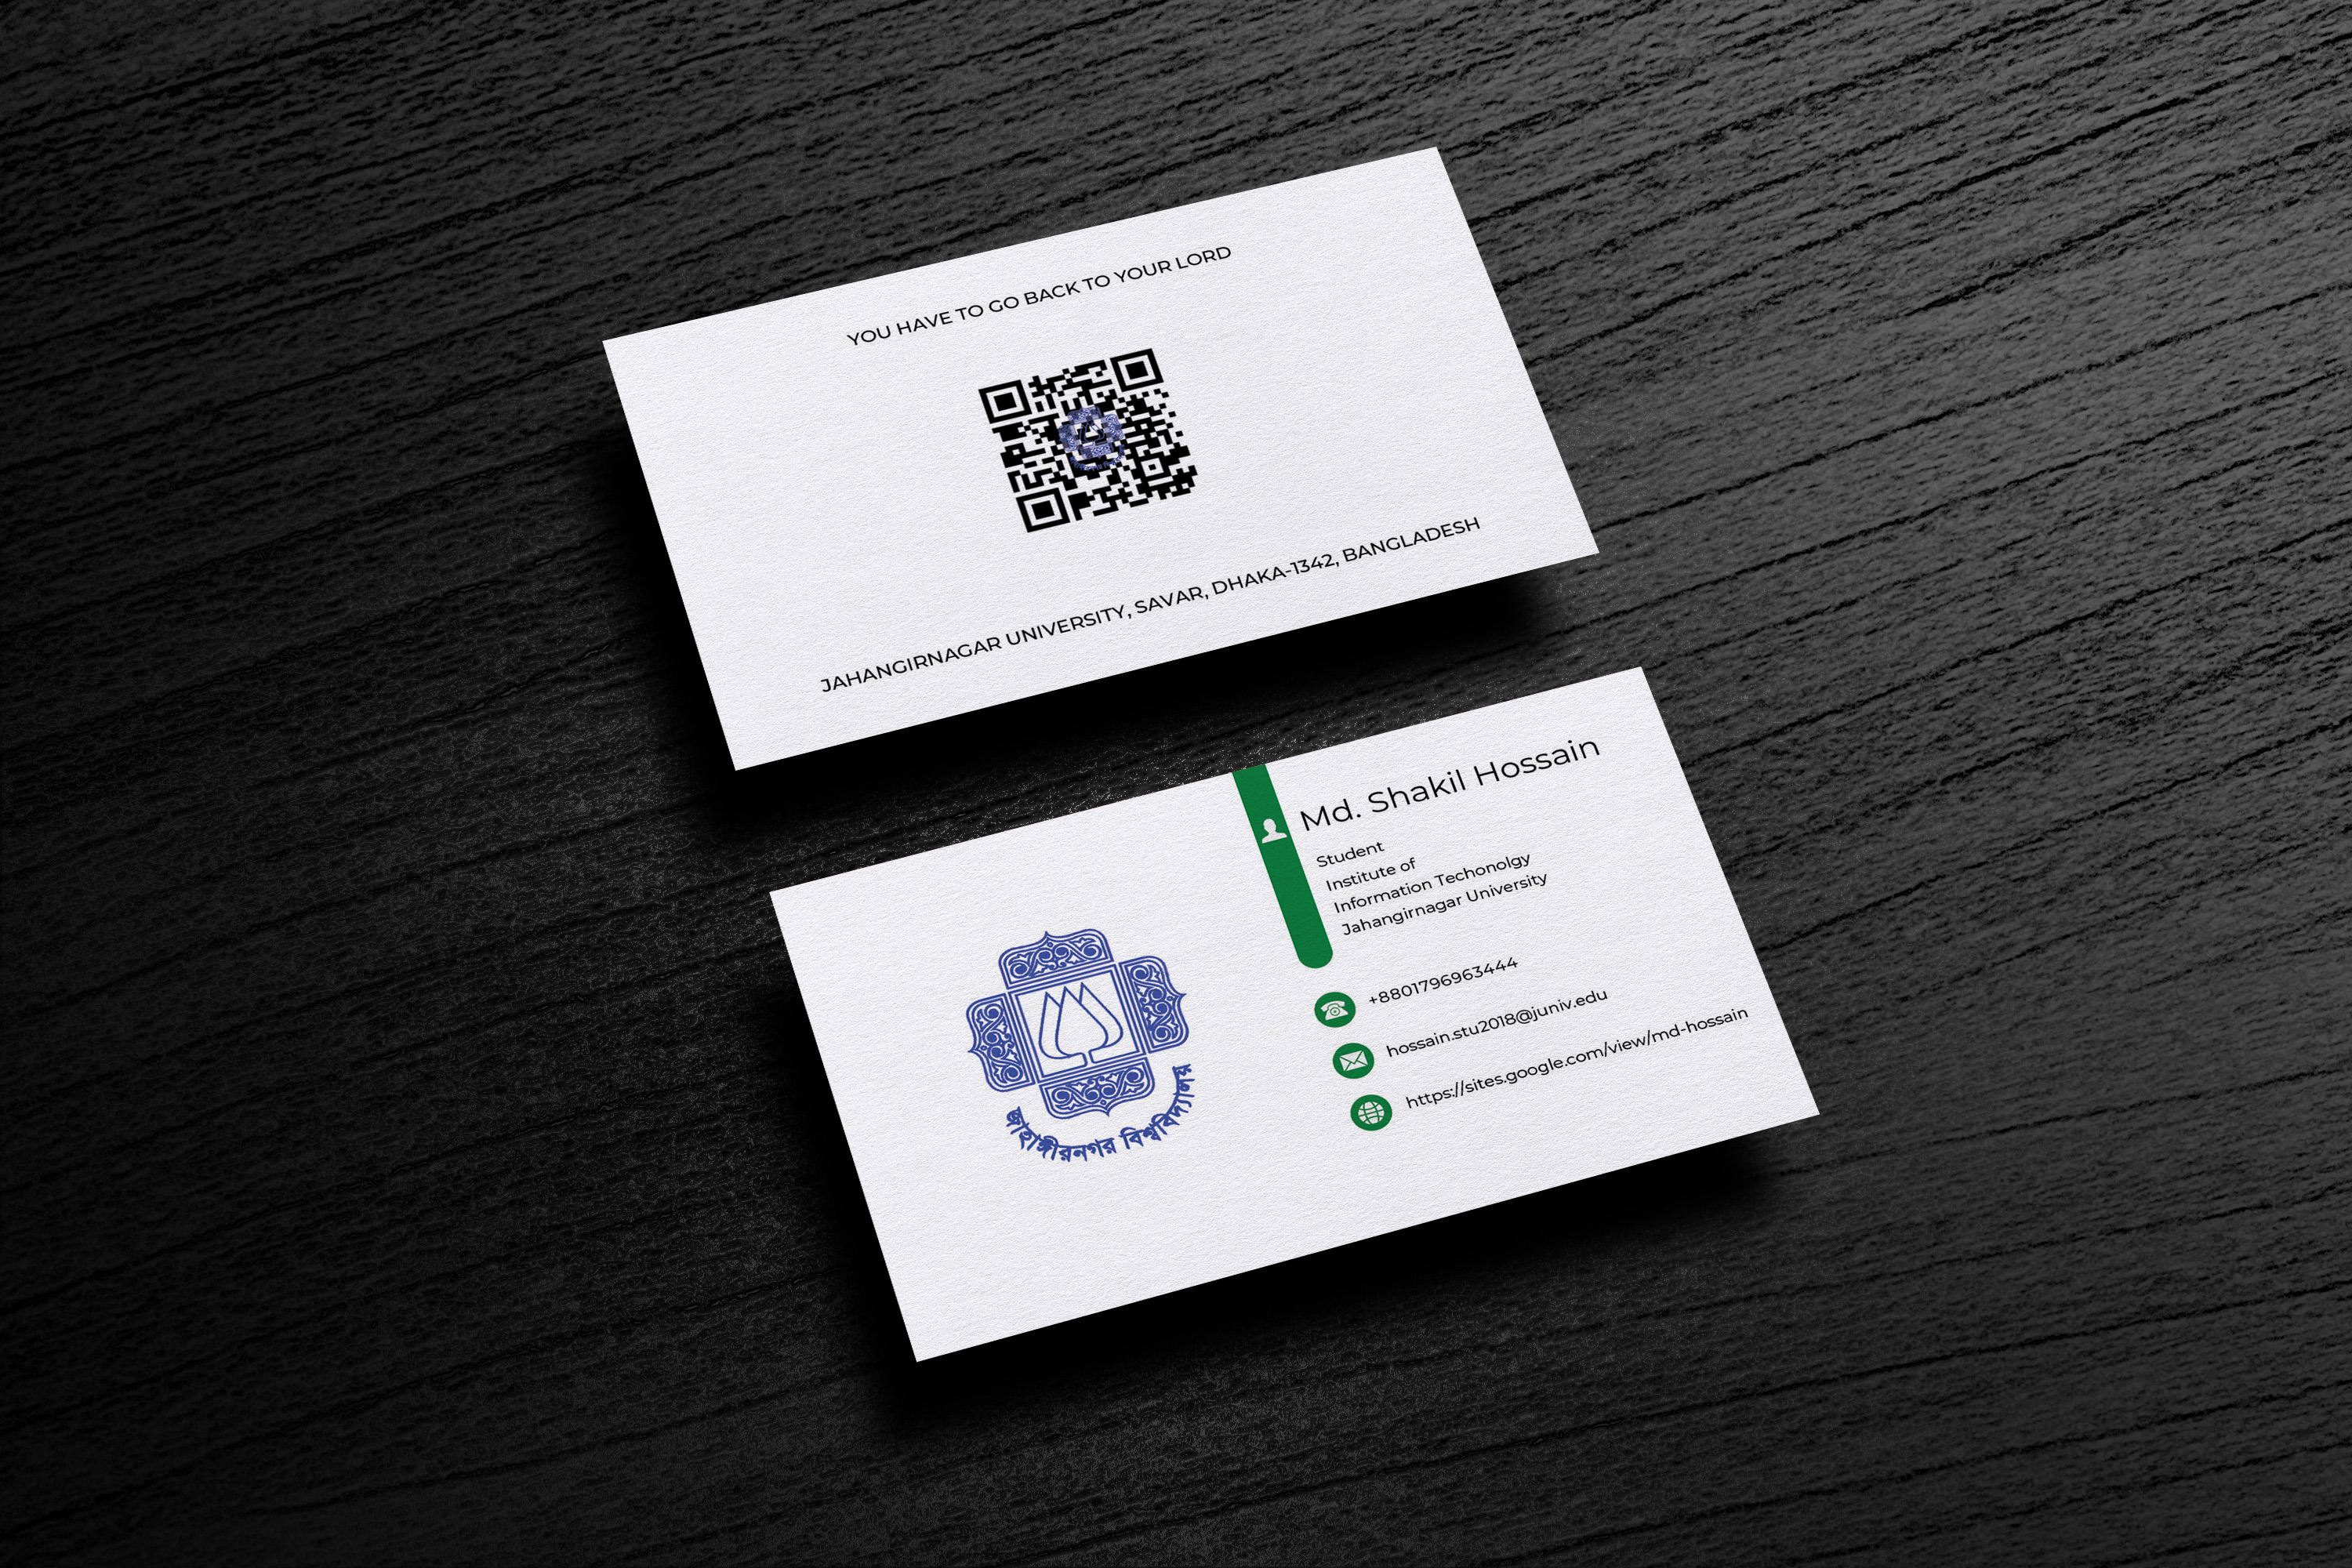 YOU HAVE TO GO BACK TO YOUR LORD
JAHANGIRNAGAR UNIVERSITY, SAVAR, DHAKA-1342, BANGLADESH
Md. Shakil Hossain
Student
Institute of
Information Techonolgy
Jahangirnagar University
+8801796963444
hossain.stu2018@juniv.edu
https://sites.google.com/view/md-hossain
জাহাঙ্গীরনগর বিশ্ববিদ্যালয়